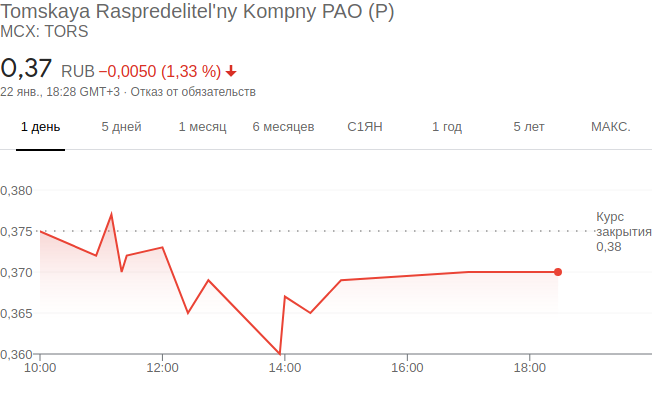 Tomskaya Raspredelitel'ny Kompny PAO (P)
MCX: TORS
0,37 RUB −0,0050 (1,33 %)
22 янв., 18:28 GMT+3 · Отказ от обязательств
1 день 5 дней 1 месяц 6 месяцев С1ЯН 1 год 5 лет МАКС.
0,380
Курс
0,375 закрытия
0,38
0,370
0,365
0,360
10:00 12:00 14:00 16:00 18:00